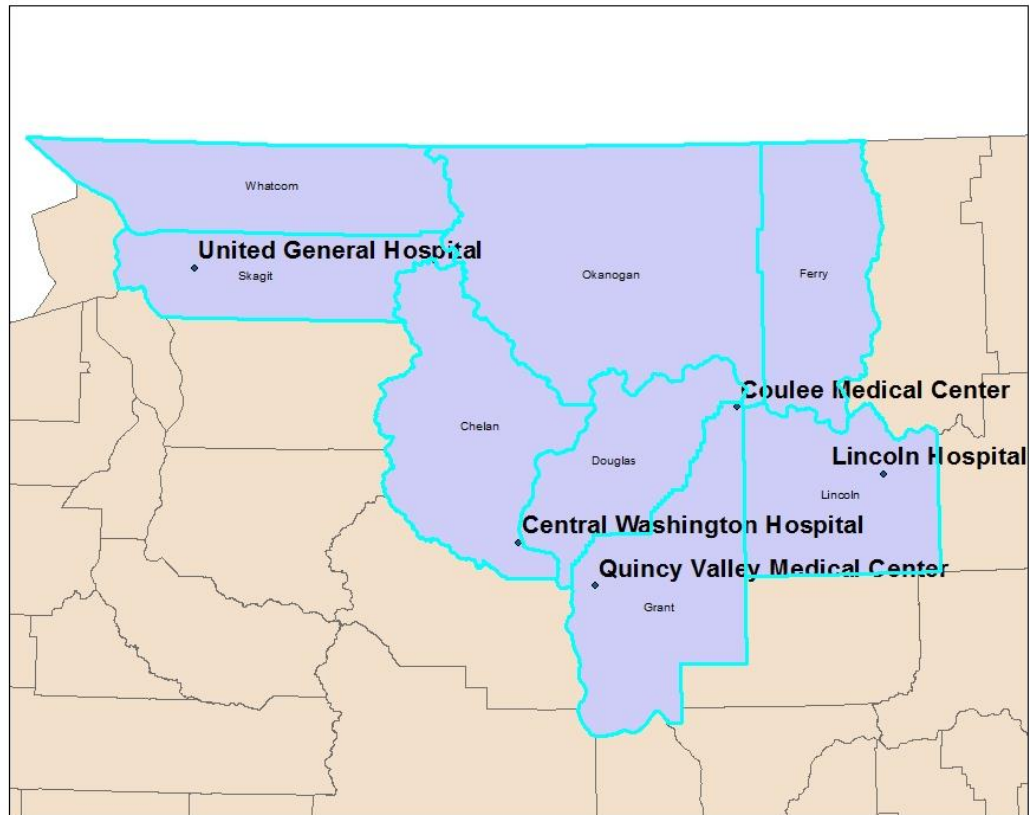 Whatcom
United General Hospital
Skagit
Okanogan
Ferry
Coulee Medical Center
Chelan
Douglas
Lincoln Hospital
Lincoln
Central Washington Hospital
Quincy Valley Medical Center
Grant